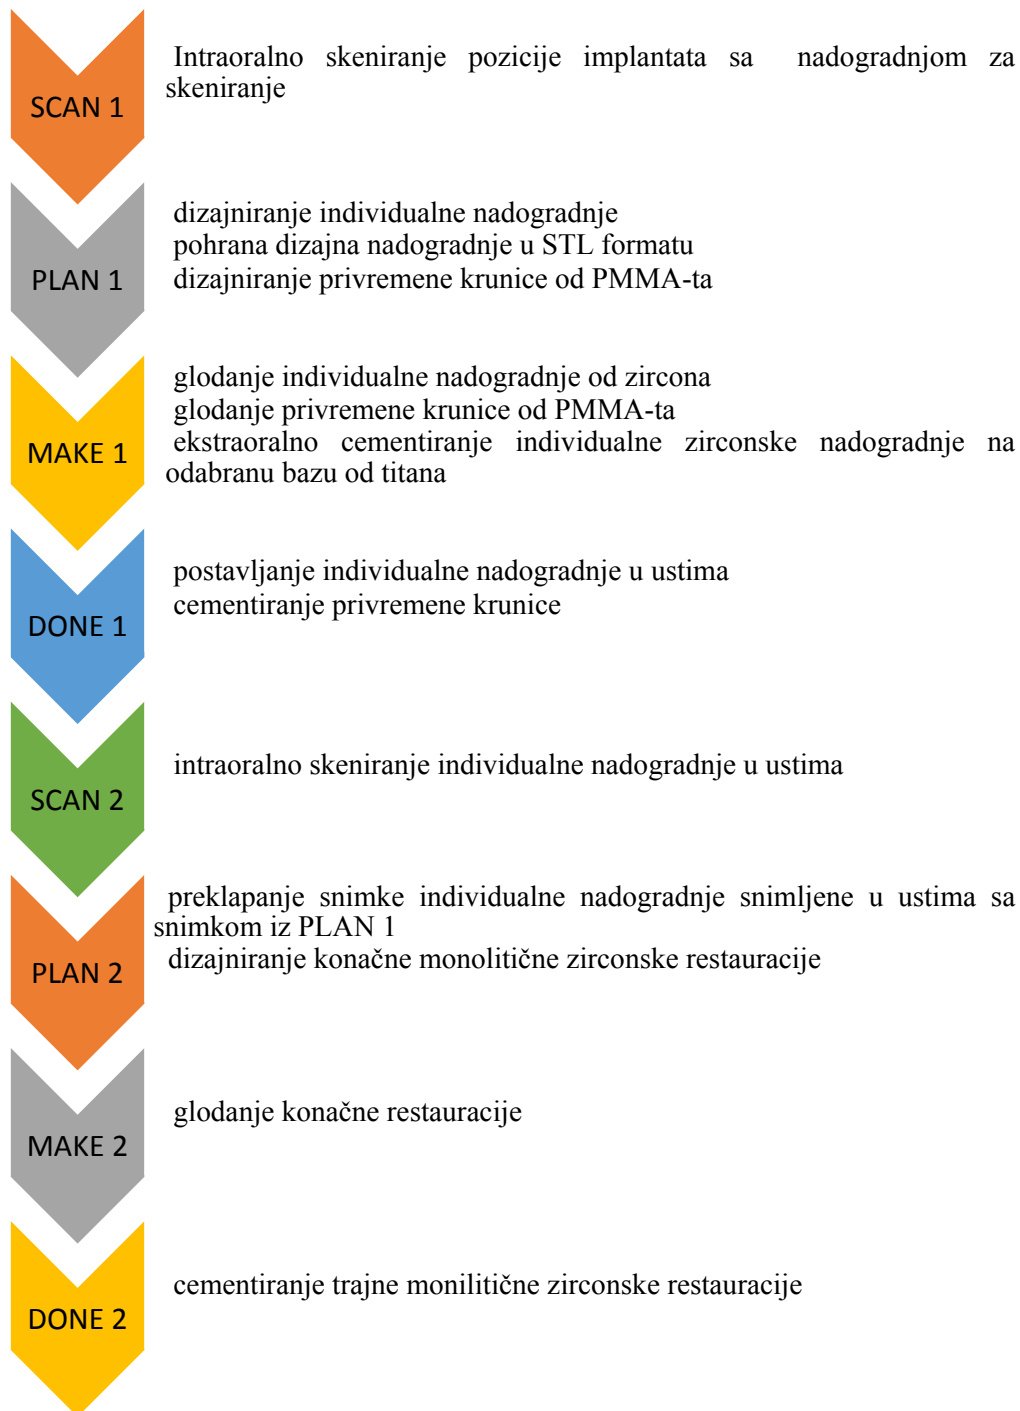 Intraoralno skeniranje pozicije implantata sa nadogradnjom za
skeniranje
SCAN 1
dizajniranje individualne nadogradnje
pohrana dizajna nadogradnje u STL formatu
PLAN 1
dizajniranje privremene krunice od PMMA-ta
glodanje individualne nadogradnje od zircona
glodanje privremene krunice od PMMA-ta
MAKE 1
ekstraoralno cementiranje individualne zirconske nadogradnje na
odabranu bazu od titana
postavljanje individualne nadogradnje u ustima
cementiranje privremene krunice
DONE 1
intraoralno skeniranje individualne nadogradnje u ustima
SCAN 2
preklapanje snimke individualne nadogradnje snimljene u ustima sa
snimkom iz PLAN 1
dizajniranje konačne monolitične zirconske restauracije
PLAN 2
glodanje konačne restauracije
MAKE 2
cementiranje trajne monilitične zirconske restauracije
DONE 2